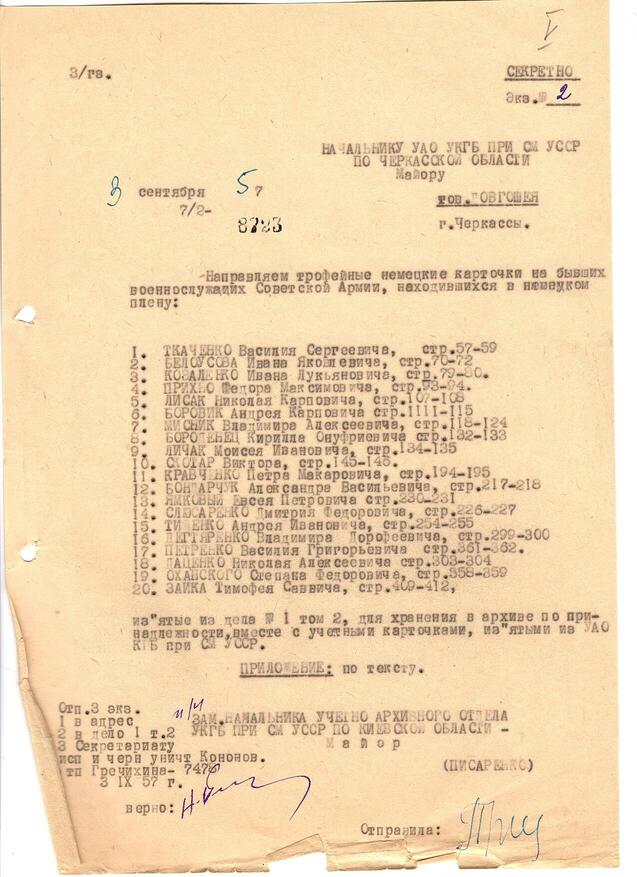 V
3/гз.
СЕКРЕТНО
Экз.№ 2
НАЧАЛЬНИКУ УАО УКГБ ПРИ СМ УССР
ПО ЧЕРКАССКОЙ ОБЛАСТИ
Майору
3 сентября 57
тов.ДОВГОШЕЯ
7/2-
8723
г.Черкассы.
Направляем трофейные немецкие карточки на бывших
военнослужащих Советской Армии, находившихся в немецком
плену:
1. ТКАЧЕНКО Василия Сергеевича, стр.57-59
2. БЕЛОУСОВА Ивана Яковлевича, стр.70-72
3. КОВАЛЕНКО Ивана Лукьяновича, стр.79-80.
4. ПРИХНО Федора Максимовича, стр.93-94.
5. ЛИСАК Николая Карповича, стр.107-108
6. БОРОВИК Андрея Карповича стр.1111-115
7. МИСНИК Владимира Алексеевича, стр.118-124
8. БОРОДЕНЕЦ Кирилла Онуфриевича стр.132-133
9. ЛИЧАК Моисея Ивановича, стр.134-135
10. СКОТАР Виктора, стр.145-146.
11. КРАВЧЕНКО Петра Макаровича, стр.194-195
12. БОНДАРЧУК Александра Васильевича, стр.217-218
13. ЯМКОВЫЙ Евсея Петровича стр.230-231
14. СЛЮСАРЕНКО Дмитрия Федоровича, стр.226-227
15. ТИЩЕНКО Андрея Ивановича, стр.254-255
16. ДЕГТЯРЕНКО Владимира Дорофеевича, стр.299-300
17. ПЕТРЕНКО Василия Григорьевича стр.361-362.
18. ДАЦЕНКО Николая Алексеевича стр.303-304
19. ОХАНСКОГО Степана Федоровича, стр.358-359
20. ЗАИКА Тимофея Саввича, стр.409-412,
из"ятые из дела № 1 том 2, для хранения в архиве по при-
надлежности,вместе с учетными карточками, из"ятыми из УАО
КГБ при СМ УССР.
ПРИЛОЖЕНИЕ: по тексту.
Отп.3 экз.
1 в адрес
2 в дело 1 т.2
3 Секретариату
исп и черн уничт Кононов.
тп Гречихина- 7478
3 IX 57 г.
п/п
ЗАМ.НАЧАЛЬНИКА УЧЕТНО АРХИВНОГО ОТДЕЛА
УКГБ ПРИ СМ УССР ПО КИЕВСКОЙ ОБЛАСТИ -
Майор
(ПИСАРЕНКО)
верно:
Отправила: